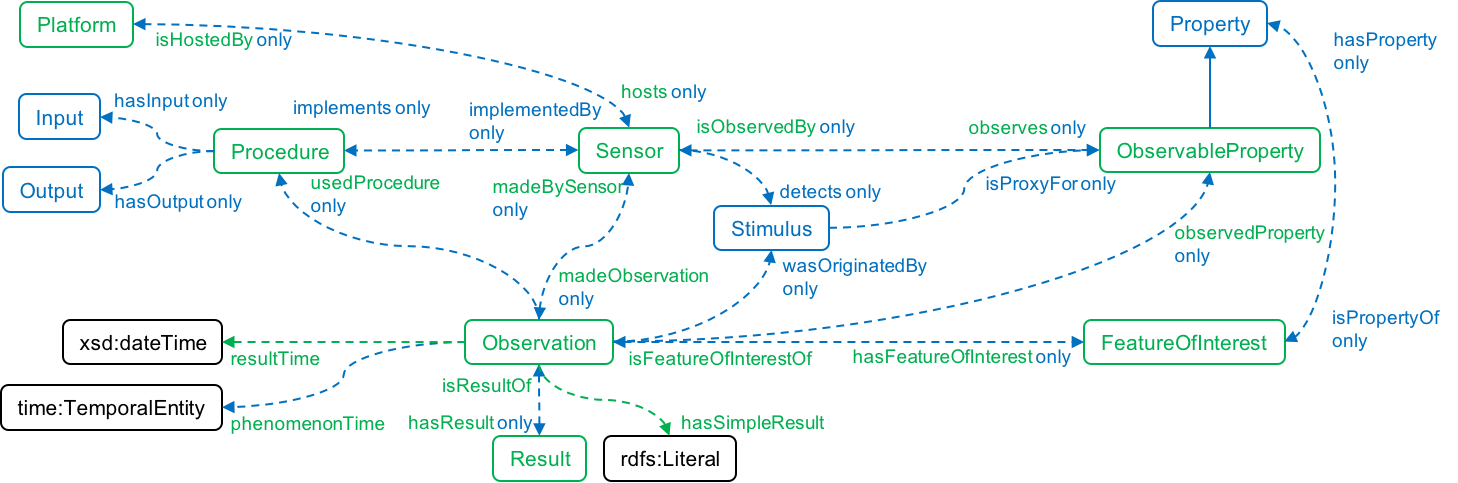 Platform
isHostedBy only
Property
hasProperty
only
hosts only
Input
hasInput only
implements only
implementedBy
only
isObservedBy only
observes only
Procedure
Sensor
ObservableProperty
Output
hasOutput only
usedProcedure
only
madeBySensor
only
detects only
isProxyFor only
Stimulus
observedProperty
only
wasOriginatedBy
only
madeObservation
only
isPropertyOf
only
xsd:dateTime
resultTime
Observation
isFeatureOfInterestOf
hasFeatureOfInterest only
FeatureOfInterest
time:TemporalEntity
phenomenonTime
isResultOf
hasResult only
hasSimpleResult
Result
rdfs:Literal